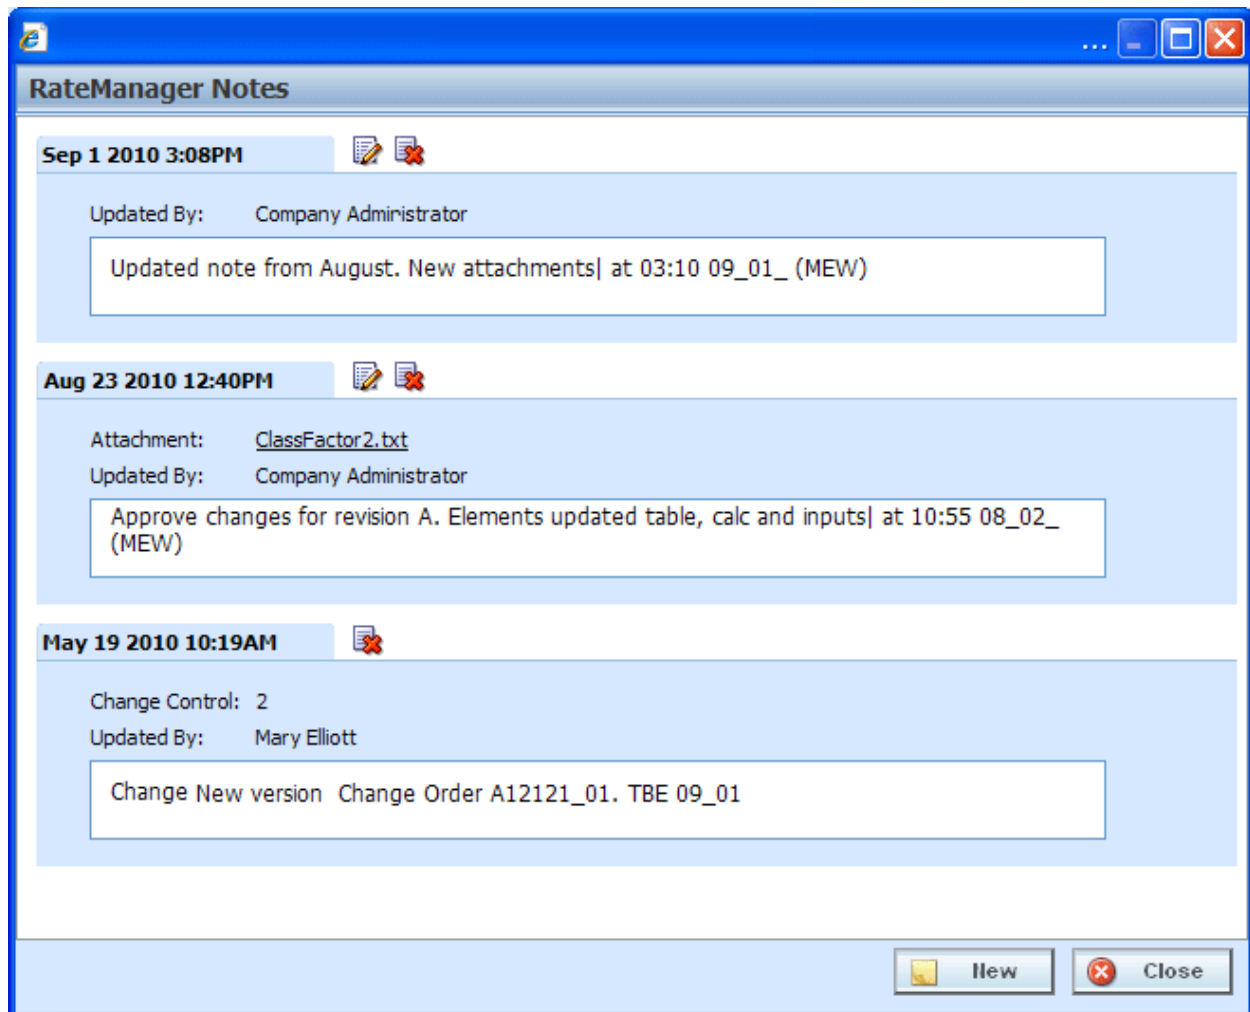 ...
RateManager Notes
Sep 1 2010 3:08PM
Updated By: Company Administrator
Updated note from August. New attachments| at 03:10 09_01_ (MEW)
Aug 23 2010 12:40PM
Attachment: ClassFactor2.txt
Updated By: Company Administrator
Approve changes for revision A. Elements updated table, calc and inputs| at 10:55 08_02_
(MEW)
May 19 2010 10:19AM
Change Control: 2
Updated By: Mary Elliott
Change New version Change Order A12121_01. TBE 09_01
New Close